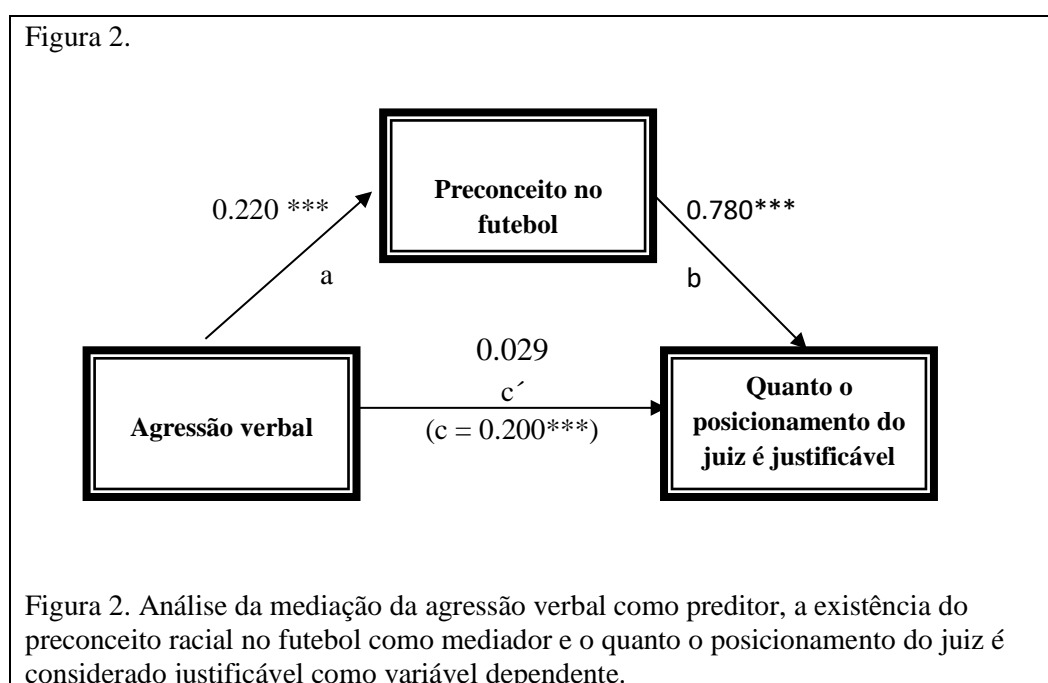 Figura 2.
Preconceito no
futebol
0.220 ***
0.780***
a
b
Agressão verbal
0.029
c´
(c = 0.200***)
Quanto o
posicionamento do
juiz é justificável
Figura 2. Análise da mediação da agressão verbal como preditor, a existência do
preconceito racial no futebol como mediador e o quanto o posicionamento do juiz é
considerado justificável como variável dependente.